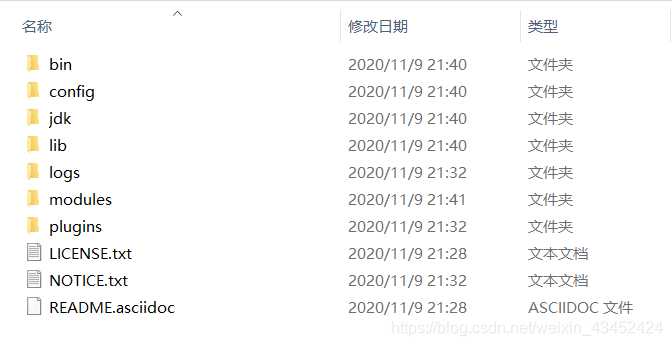 名称 修改日期 类型
bin 2020/11/9 21:40 文件夹
config 2020/11/9 21:40 文件夹
jdk 2020/11/9 21:40 文件夹
lib 2020/11/9 21:40 文件夹
logs 2020/11/9 21:32 文件夹
modules 2020/11/9 21:41 文件夹
plugins 2020/11/9 21:32 文件夹
LICENSE.txt 2020/11/9 21:28 文本文档
NOTICE.txt 2020/11/9 21:32 文本文档
README.asciidoc 2020/11/9 21:28 ASCIIDOC 文件
https://blog.csdn.net/weixin_43452424